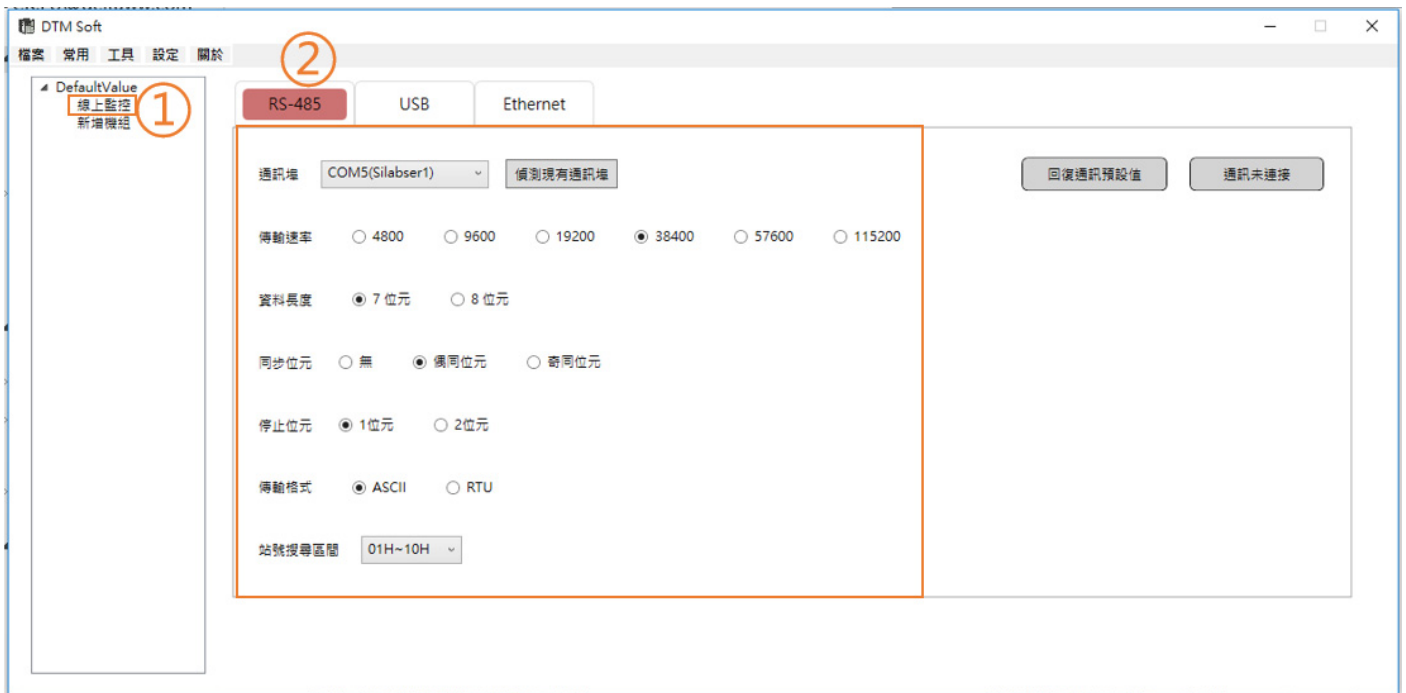 DTM Soft
檔案 常用 工具 設定 關於
②
DefaultValue
線上監控 ①
新增機組
RS-485 USB Ethernet
通訊埠 COM5(Silabser1) 偵測現有通訊埠 回復通訊預設值 通訊未連接
傳輸速率 4800 9600 19200 38400 57600 115200
資料長度 7 位元 8 位元
同步位元 無 偶同位元 奇同位元
停止位元 1位元 2位元
傳輸格式 ASCII RTU
站號搜尋區間 01H~10H